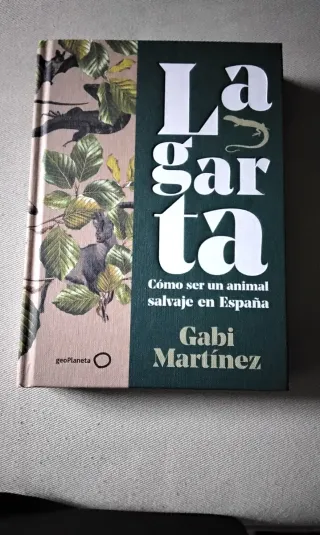 La
gar
ta
Cómo ser un animal
salvaje en España
Gabi
Martínez
geoPlaneta